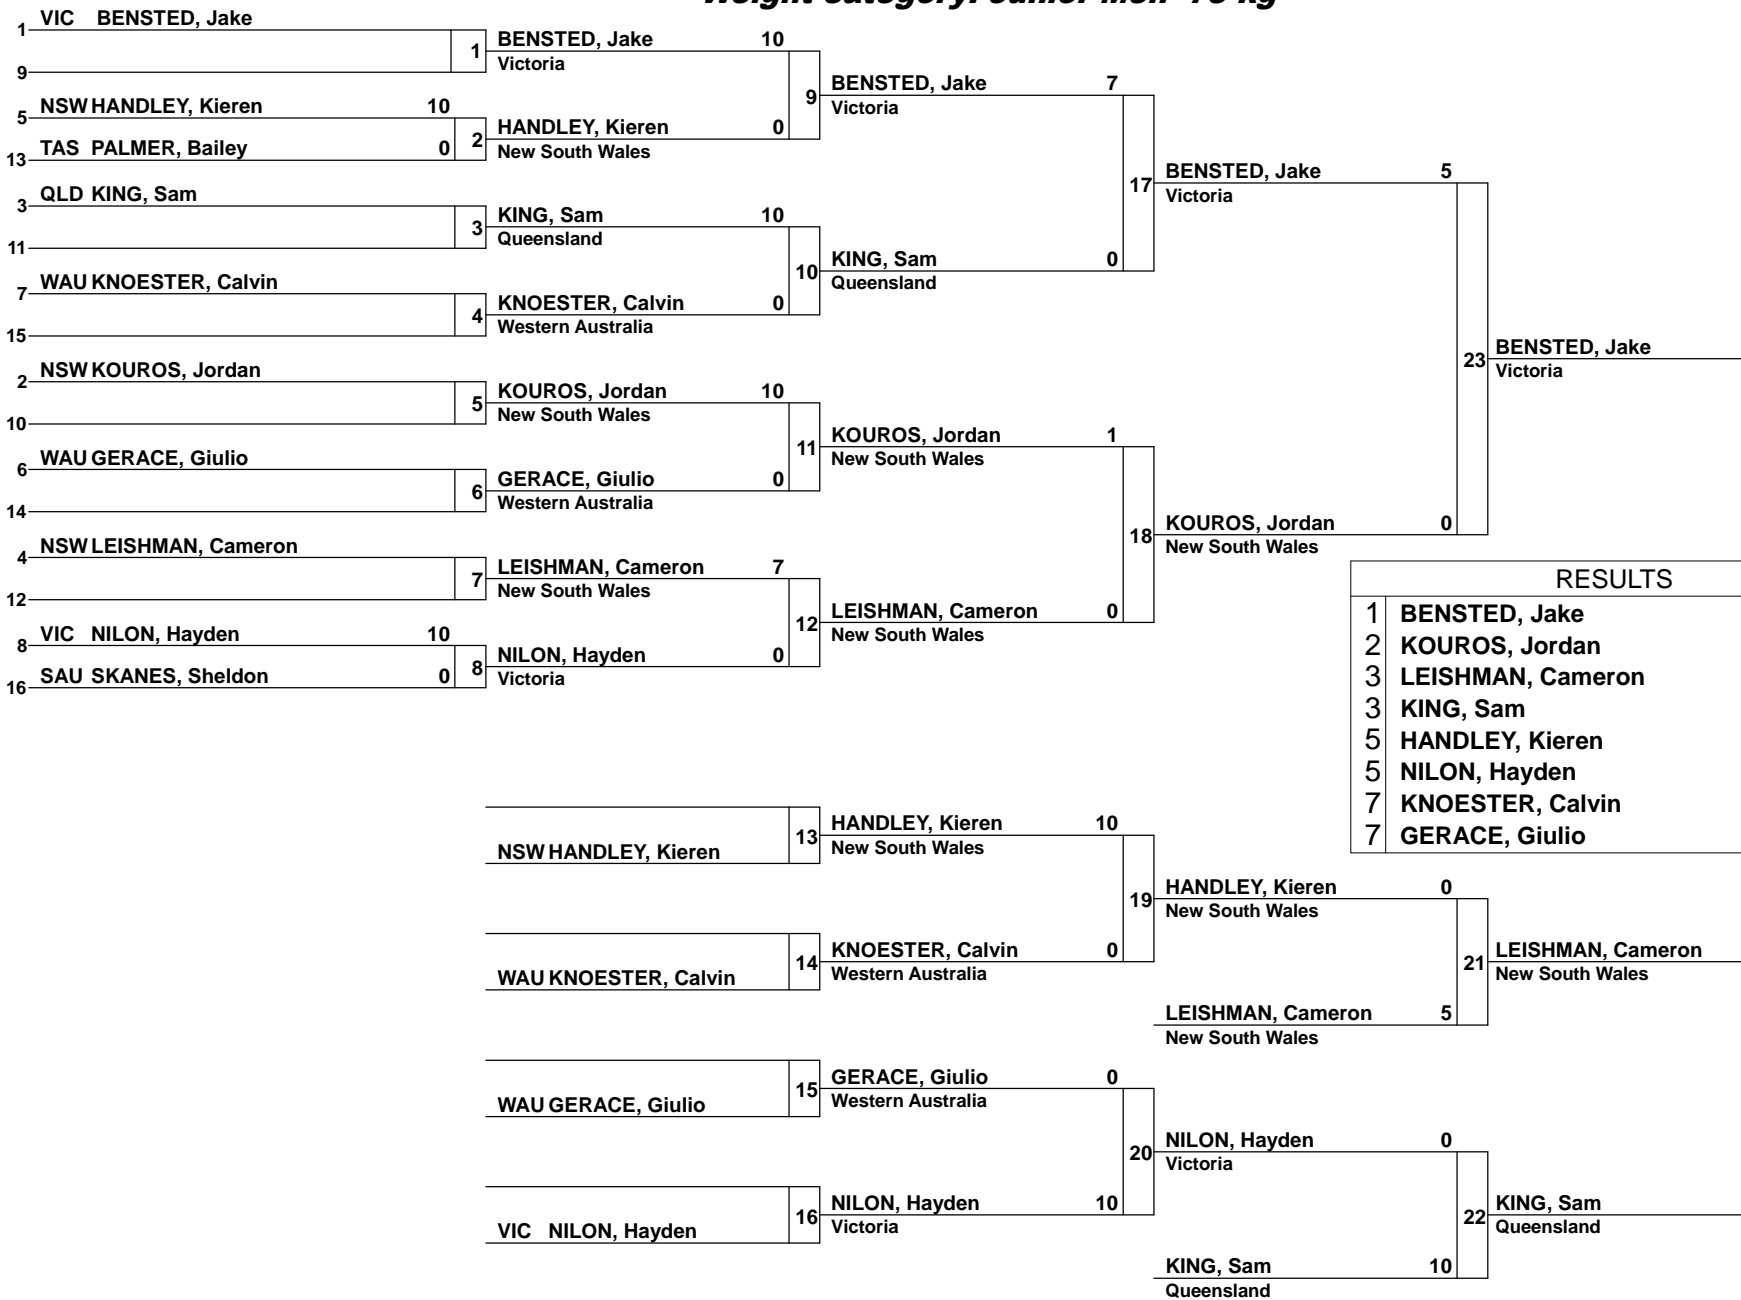 Weight Category: Junior Men -73 kg
1 VIC BENSTED, Jake
9
1
5 NSW HANDLEY, Kieren 10
13 TAS PALMER, Bailey 0
2
3 QLD KING, Sam
11
3
7 WAU KNOESTER, Calvin
15
4
2 NSW KOUROS, Jordan
10
5
6 WAU GERACE, Giulio
14
6
4 NSW LEISHMAN, Cameron
12
7
8 VIC NILON, Hayden 10
16 SAU SKANES, Sheldon 0
8
BENSTED, Jake 10
Victoria
HANDLEY, Kieren 0
New South Wales
9
KING, Sam 10
Queensland
KNOESTER, Calvin 0
Western Australia
10
KOUROS, Jordan 10
New South Wales
GERACE, Giulio 0
Western Australia
11
LEISHMAN, Cameron 7
New South Wales
NILON, Hayden 0
Victoria
12
BENSTED, Jake 7
Victoria
KING, Sam 0
Queensland
17
KOUROS, Jordan 1
New South Wales
LEISHMAN, Cameron 0
New South Wales
18
BENSTED, Jake 5
Victoria
KOUROS, Jordan 0
New South Wales
23
BENSTED, Jake
Victoria
RESULTS
1 BENSTED, Jake
2 KOUROS, Jordan
3 LEISHMAN, Cameron
3 KING, Sam
5 HANDLEY, Kieren
5 NILON, Hayden
7 KNOESTER, Calvin
7 GERACE, Giulio
NSW HANDLEY, Kieren
13
WAU KNOESTER, Calvin
14
WAU GERACE, Giulio
15
VIC NILON, Hayden
16
HANDLEY, Kieren 10
New South Wales
KNOESTER, Calvin 0
Western Australia
19
GERACE, Giulio 0
Western Australia
NILON, Hayden 10
Victoria
20
HANDLEY, Kieren 0
New South Wales
LEISHMAN, Cameron 5
New South Wales
21
LEISHMAN, Cameron
New South Wales
NILON, Hayden 0
Victoria
KING, Sam 10
Queensland
22
KING, Sam
Queensland